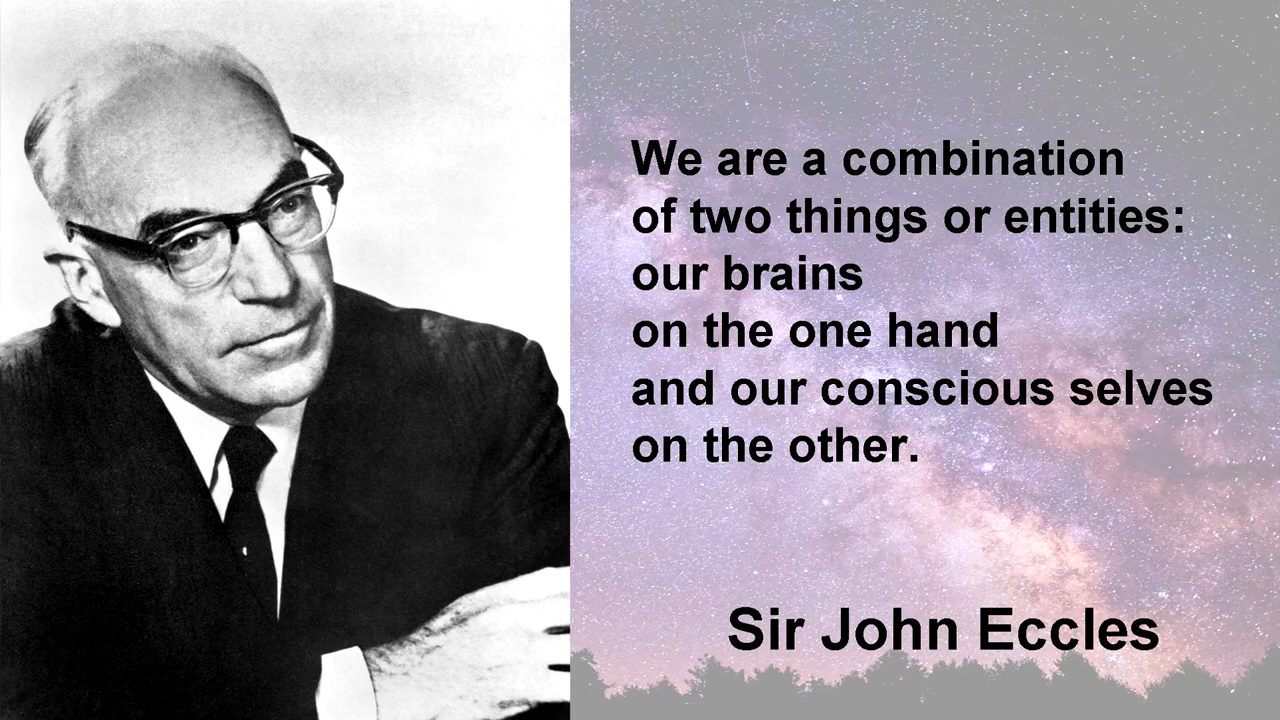 We are a combination
of two things or entities:
our brains
on the one hand
and our conscious selves
on the other.
Sir John Eccles